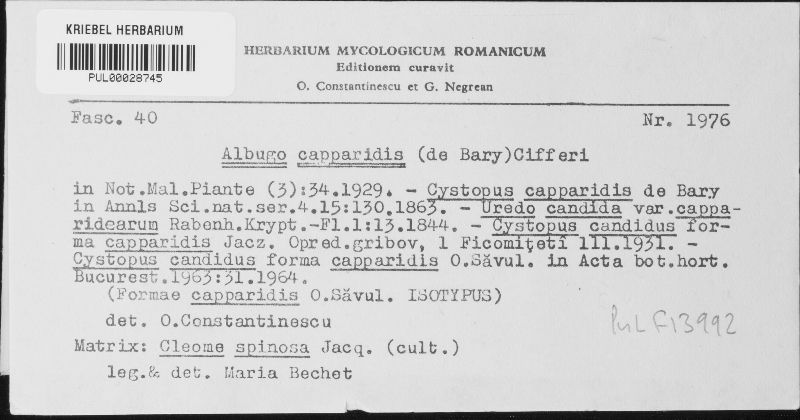 KRIEBEL HERBARIUM
PUL00028745
HERBARIUM MYCOLOGICUM ROMANICUM
Editionem curavit
O. Constantinescu et G. Negrean
Fasc. 40 Nr. 1976
Albugo capparidis (de Bary)Cifferi
in Not.Mal.Piante (3):34.1929. - Cystopus capparidis de Bary
in Annls Sci.nat.ser.4.15:130.1863. - Uredo candida var.cappa-
ridearum Rabenh.Krypt.-Fl.1:13.1844. - Cystopus candidus for-
ma capparidis Jacz. Opred.gribov, 1 Ficomiţeti 111.1931. -
Cystopus candidus forma capparidis O.Săvul. in Acta bot.hort.
Bucurest.1963:31.1964.
(Formae capparidis O.Săvul. ISOTYPUS)
det. O.Constantinescu
PUL F13992
Matrix: Cleome spinosa Jacq. (cult.)
leg.& det. Maria Bechet